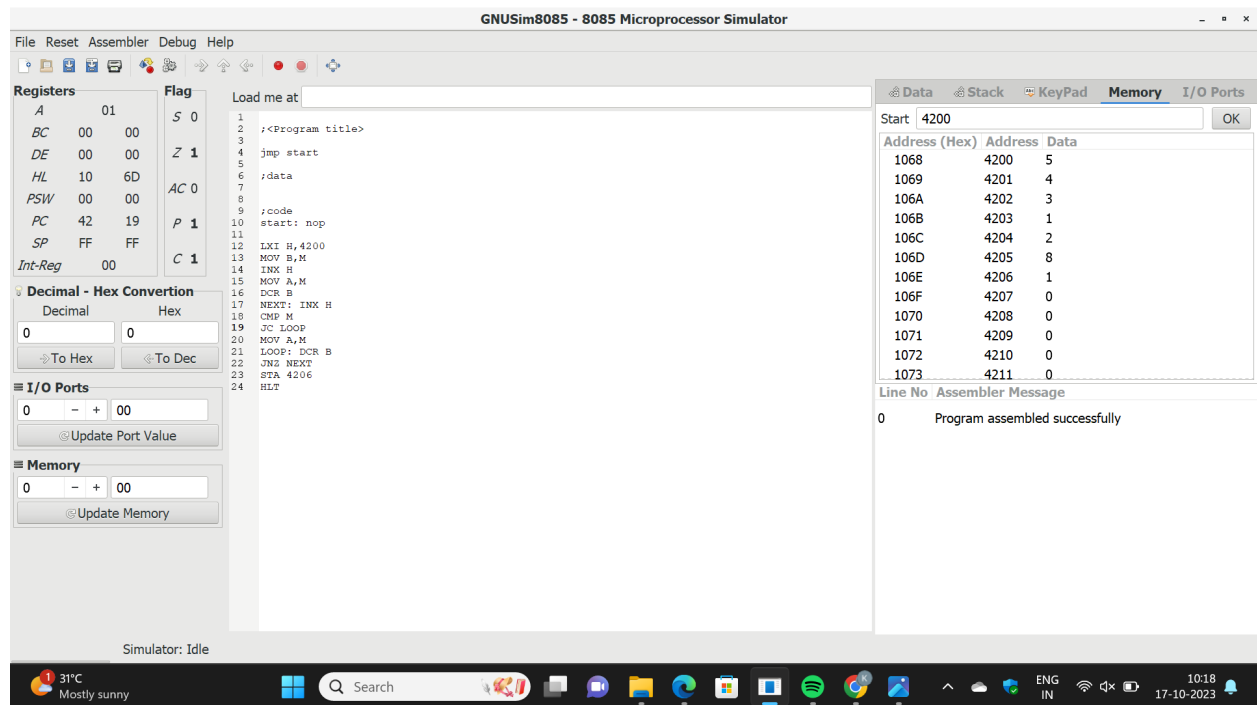 GNUSim8085 - 8085 Microprocessor Simulator
File Reset Assembler Debug Help
Registers
A 01
BC 00 00
DE 00 00
HL 10 6D
PSW 00 00
PC 42 19
SP FF FF
Int-Reg 00
Flag
S 0
Z 1
AC 0
P 1
C 1
Decimal - Hex Convertion
Decimal Hex
0 0
To Hex To Dec
I/O Ports
0 - + 00
Update Port Value
Memory
0 - + 00
Update Memory
Load me at
1
2 ;<Program title>
3
4 jmp start
5
6 ;data
7
8
9 ;code
10 start: nop
11
12 LXI H,4200
13 MOV B,M
14 INX H
15 MOV A,M
16 DCR B
17 NEXT: INX H
18 CMP M
19 JC LOOP
20 MOV A,M
21 LOOP: DCR B
22 JNZ NEXT
23 STA 4206
24 HLT
Data Stack KeyPad Memory I/O Ports
Start 4200 OK
Address (Hex) Address Data
1068 4200 5
1069 4201 4
106A 4202 3
106B 4203 1
106C 4204 2
106D 4205 8
106E 4206 1
106F 4207 0
1070 4208 0
1071 4209 0
1072 4210 0
1073 4211 0
Line No Assembler Message
0 Program assembled successfully
Simulator: Idle
1
31°C
Mostly sunny
Search
K
ENG
IN
10:18
17-10-2023